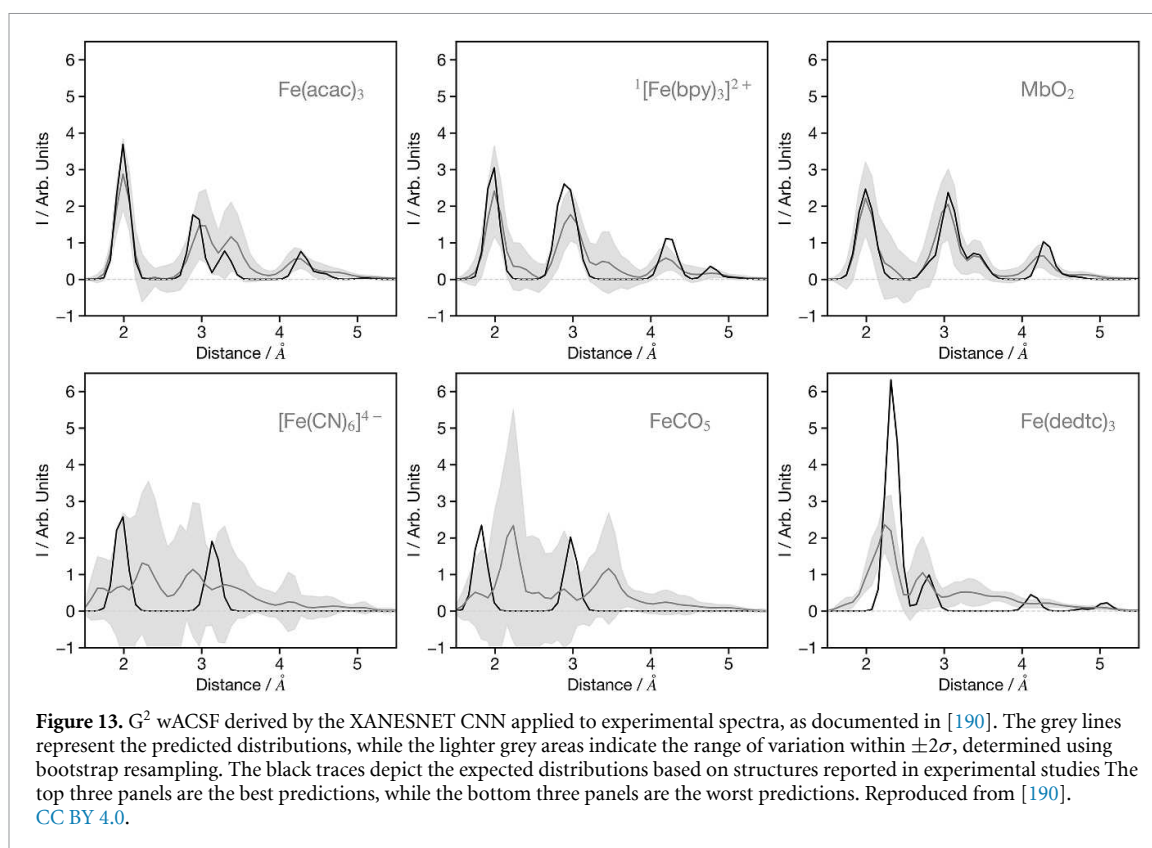 Fe(acac)₃
¹[Fe(bpy)₃]²⁺
MbO₂
I / Arb. Units
6
5
4
3
2
1
0
−1
2 3 4 5
Distance / Å
I / Arb. Units
6
5
4
3
2
1
0
−1
2 3 4 5
Distance / Å
I / Arb. Units
6
5
4
3
2
1
0
−1
2 3 4 5
Distance / Å
[Fe(CN)₆]⁴⁻
FeCO₅
Fe(dedtc)₃
I / Arb. Units
6
5
4
3
2
1
0
−1
2 3 4 5
Distance / Å
I / Arb. Units
6
5
4
3
2
1
0
−1
2 3 4 5
Distance / Å
I / Arb. Units
6
5
4
3
2
1
0
−1
2 3 4 5
Distance / Å
Figure 13. G² wACSF derived by the XANESNET CNN applied to experimental spectra, as documented in [190]. The grey lines
represent the predicted distributions, while the lighter grey areas indicate the range of variation within ±2σ, determined using
bootstrap resampling. The black traces depict the expected distributions based on structures reported in experimental studies The
top three panels are the best predictions, while the bottom three panels are the worst predictions. Reproduced from [190].
CC BY 4.0.